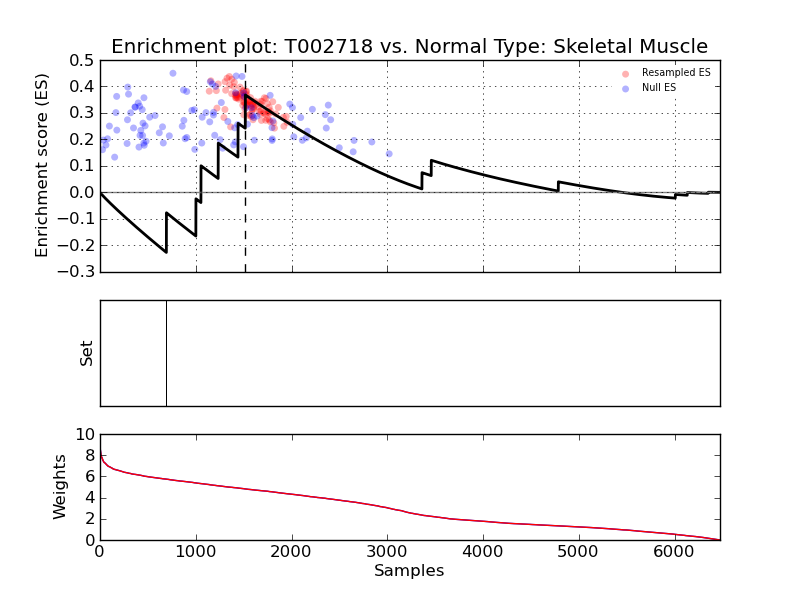 Enrichment plot: T002718 vs. Normal Type: Skeletal Muscle
Enrichment score (ES)
0.5
0.4
0.3
0.2
0.1
0.0
−0.1
−0.2
−0.3
Resampled ES
Null ES
Set
Weights
10
8
6
4
2
0
0 1000 2000 3000 4000 5000 6000
Samples